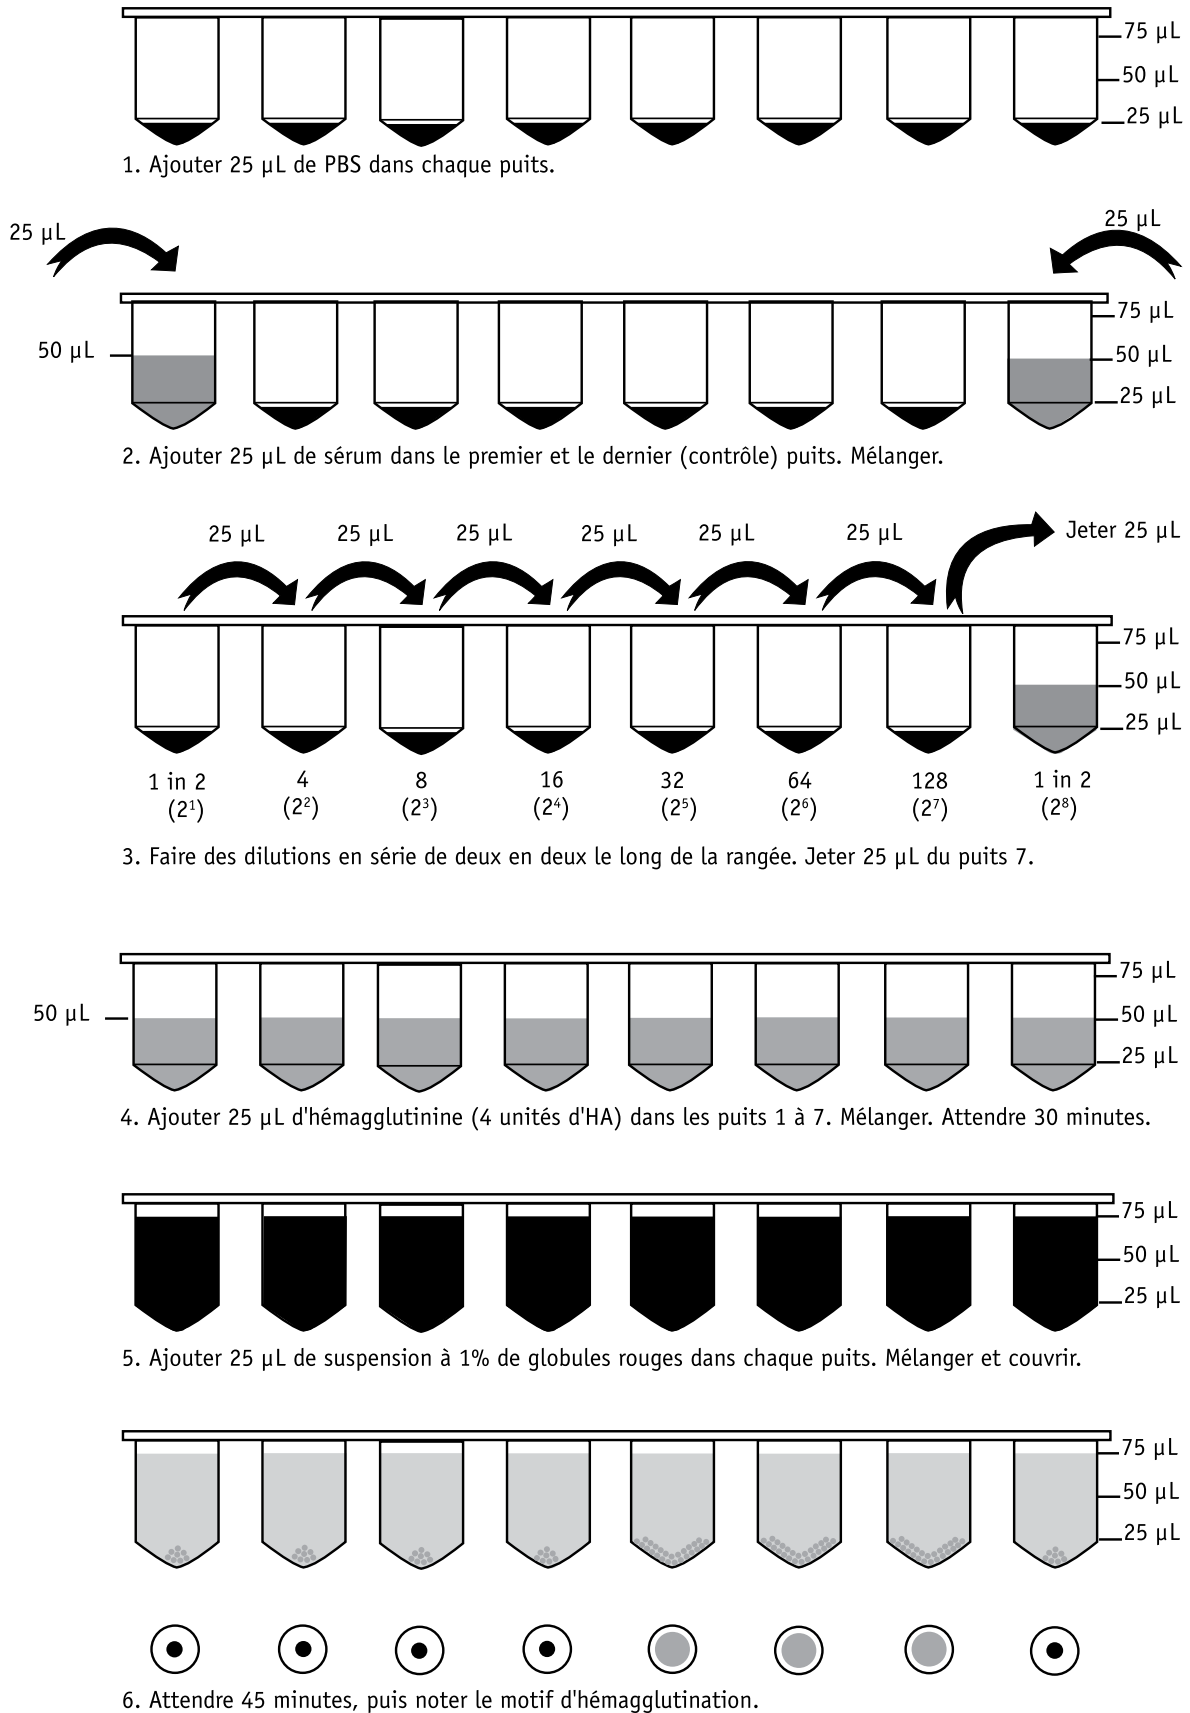 75 µL
50 µL
25 µL
1. Ajouter 25 µL de PBS dans chaque puits.
25 µL
25 µL
50 µL
75 µL
50 µL
25 µL
2. Ajouter 25 µL de sérum dans le premier et le dernier (contrôle) puits. Mélanger.
25 µL 25 µL 25 µL 25 µL 25 µL 25 µL Jeter 25 µL
75 µL
50 µL
25 µL
1 in 2 4 8 16 32 64 128 1 in 2
(2¹) (2²) (2³) (2⁴) (2⁵) (2⁶) (2⁷) (2⁸)
3. Faire des dilutions en série de deux en deux le long de la rangée. Jeter 25 µL du puits 7.
50 µL
75 µL
50 µL
25 µL
4. Ajouter 25 µL d'hémagglutinine (4 unités d'HA) dans les puits 1 à 7. Mélanger. Attendre 30 minutes.
75 µL
50 µL
25 µL
5. Ajouter 25 µL de suspension à 1% de globules rouges dans chaque puits. Mélanger et couvrir.
75 µL
50 µL
25 µL
6. Attendre 45 minutes, puis noter le motif d'hémagglutination.